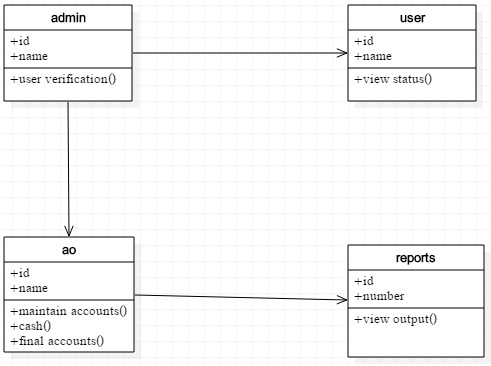 admin
+id
+name
+user verification()
user
+id
+name
+view status()
ao
+id
+name
+maintain accounts()
+cash()
+final accounts()
reports
+id
+number
+view output()